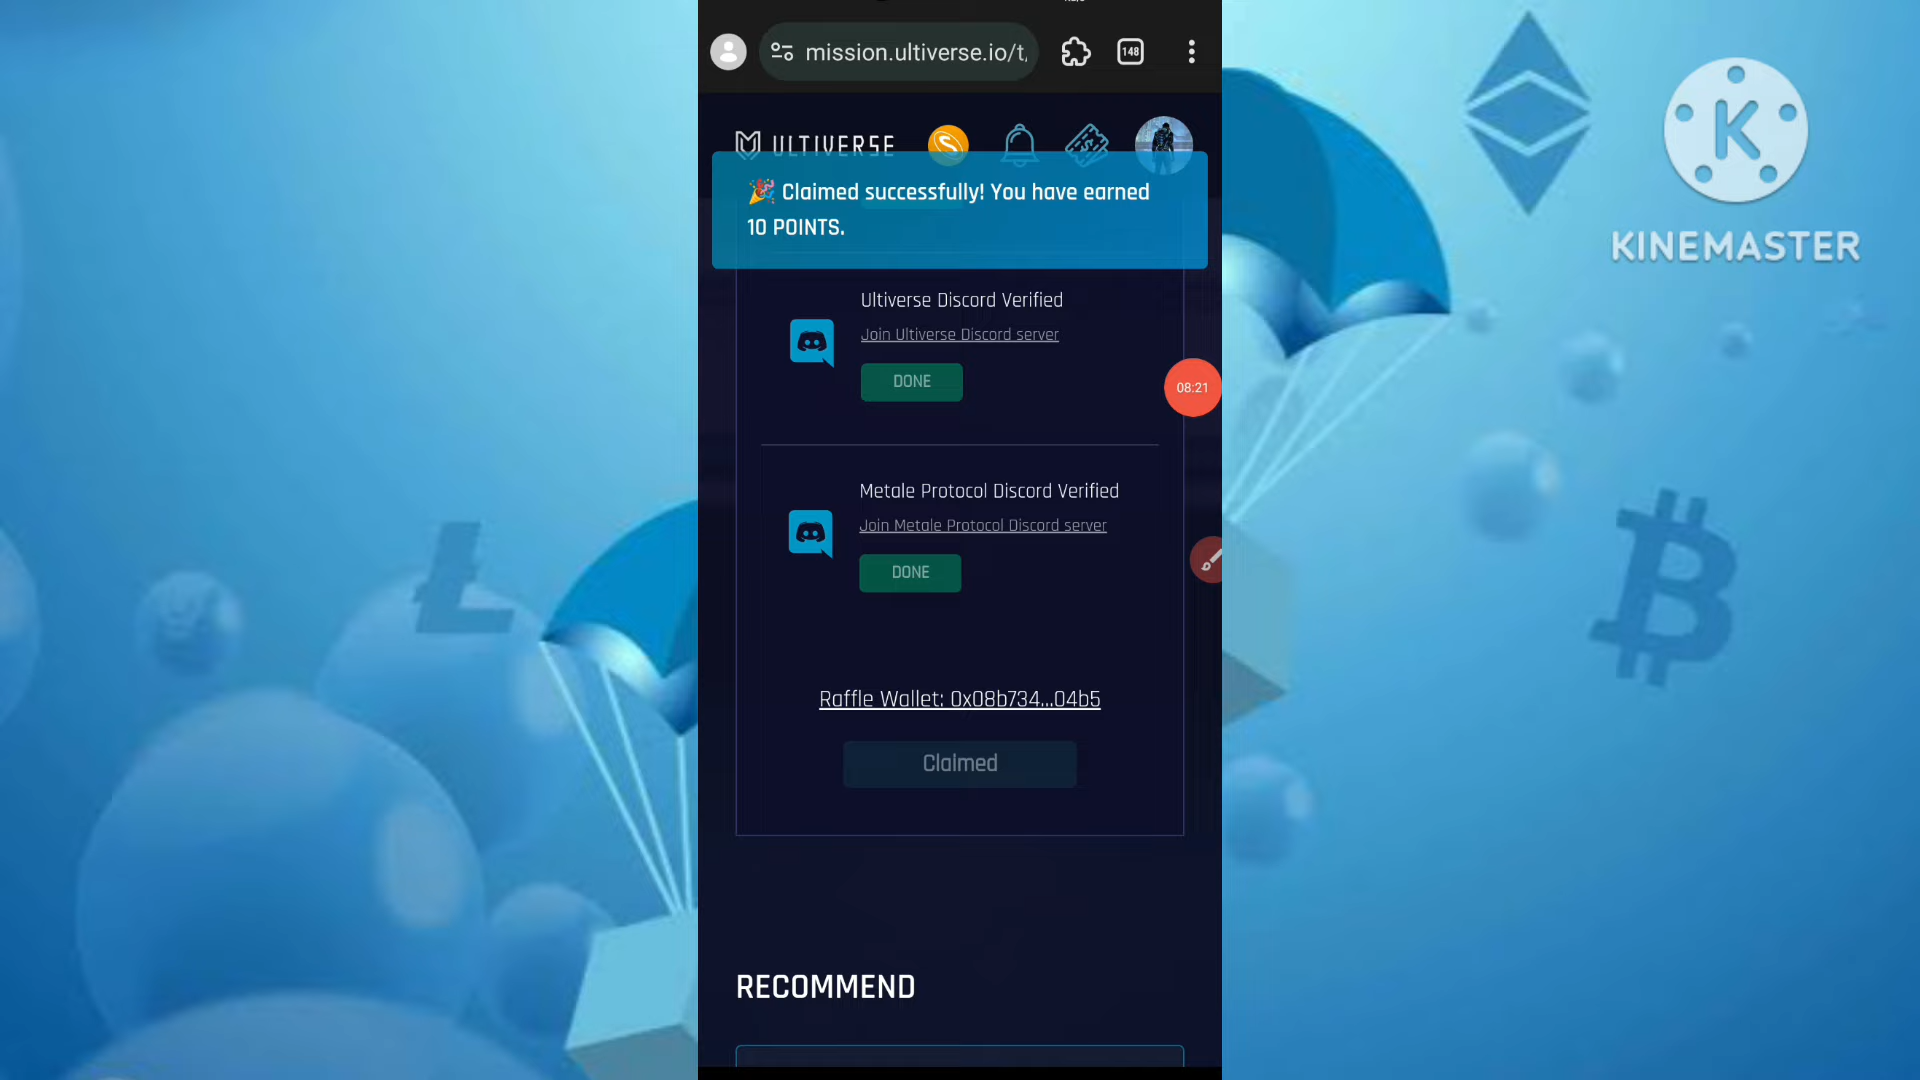 mission.ultiverse.io/t
148
ULTIVERSE
🎉 Claimed successfully! You have earned
10 POINTS.
Ultiverse Discord Verified
Join Ultiverse Discord server
DONE
08:21
Metale Protocol Discord Verified
Join Metale Protocol Discord server
DONE
Raffle Wallet: 0x08b734...04b5
Claimed
RECOMMEND
K
KINEMASTER